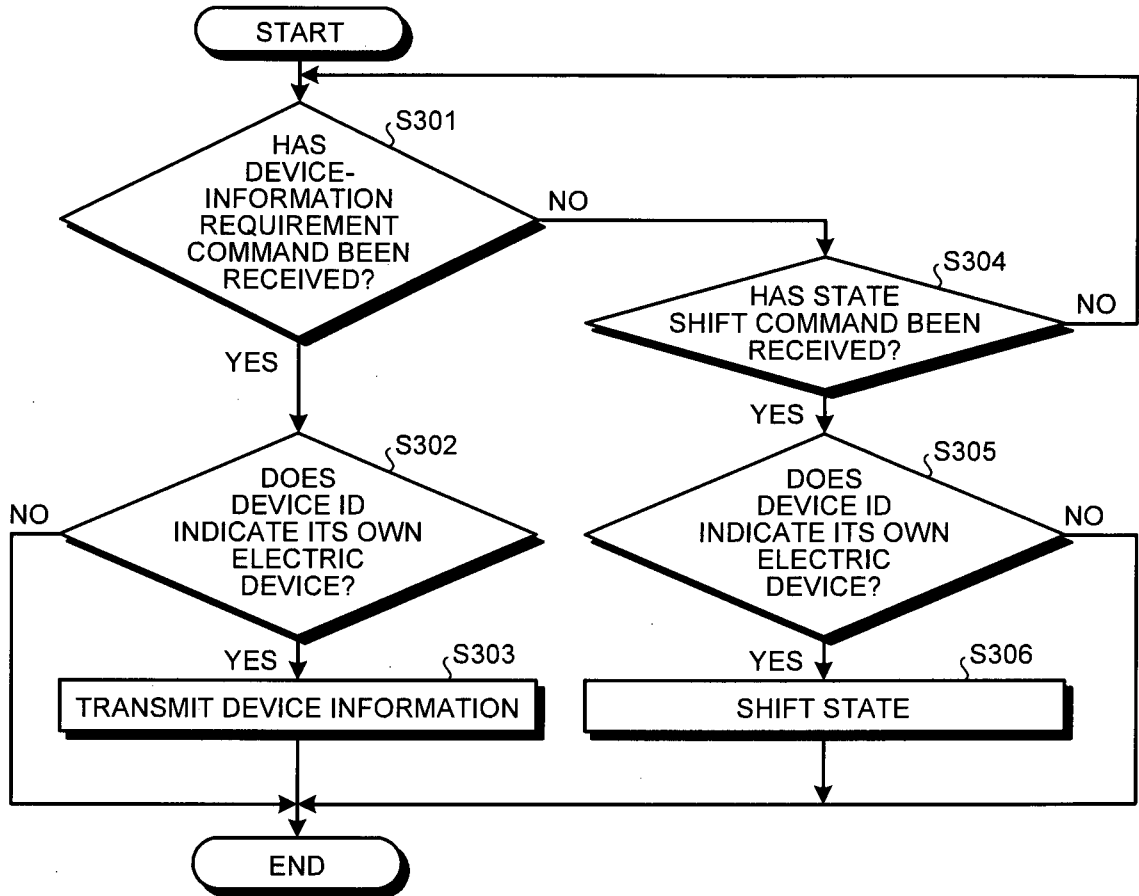 START
S301
HAS
DEVICE-
INFORMATION
REQUIREMENT
COMMAND BEEN
RECEIVED?
NO
YES
S304
HAS STATE
SHIFT COMMAND BEEN
RECEIVED?
NO
YES
S302
DOES
DEVICE ID
INDICATE ITS OWN
ELECTRIC
DEVICE?
NO
YES
S305
DOES
DEVICE ID
INDICATE ITS OWN
ELECTRIC
DEVICE?
NO
YES
S303
TRANSMIT DEVICE INFORMATION
S306
SHIFT STATE
END